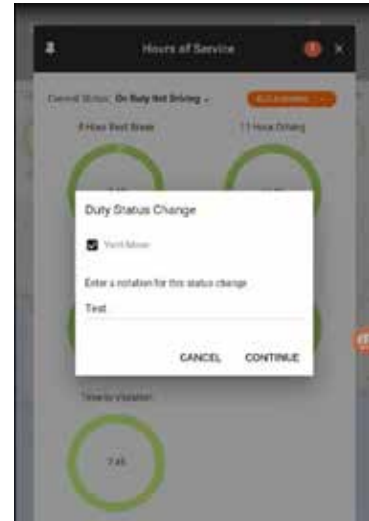 Hours of Service
Current Status: On Duty Not Driving
8 Hour Rest Break
11 Hour Driving
Duty Status Change
Yard Move
Enter a notation for this status change
Test
CANCEL
CONTINUE
Time to Violation
7:45